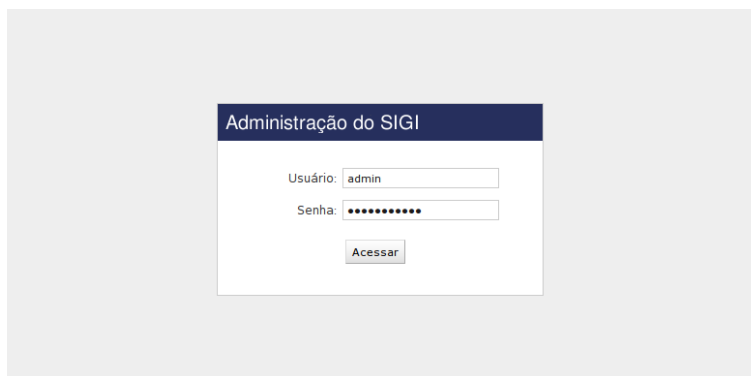 Administração do SIGI
Usuário: admin
Senha: •••••••••••
Acessar